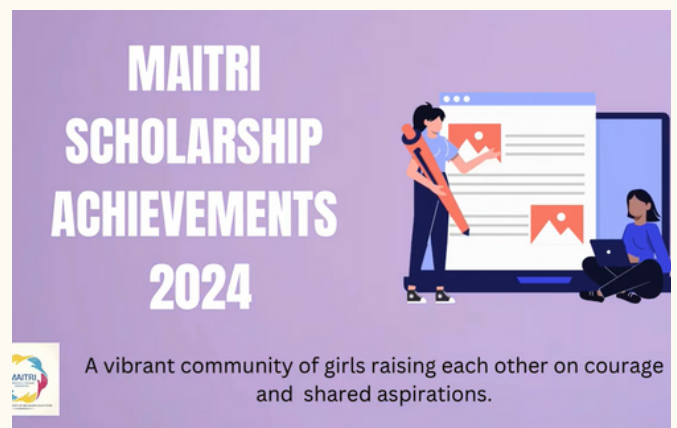 MAITRI
SCHOLARSHIP
ACHIEVEMENTS
2024
MAITRI
A vibrant community of girls raising each other on courage
and shared aspirations.